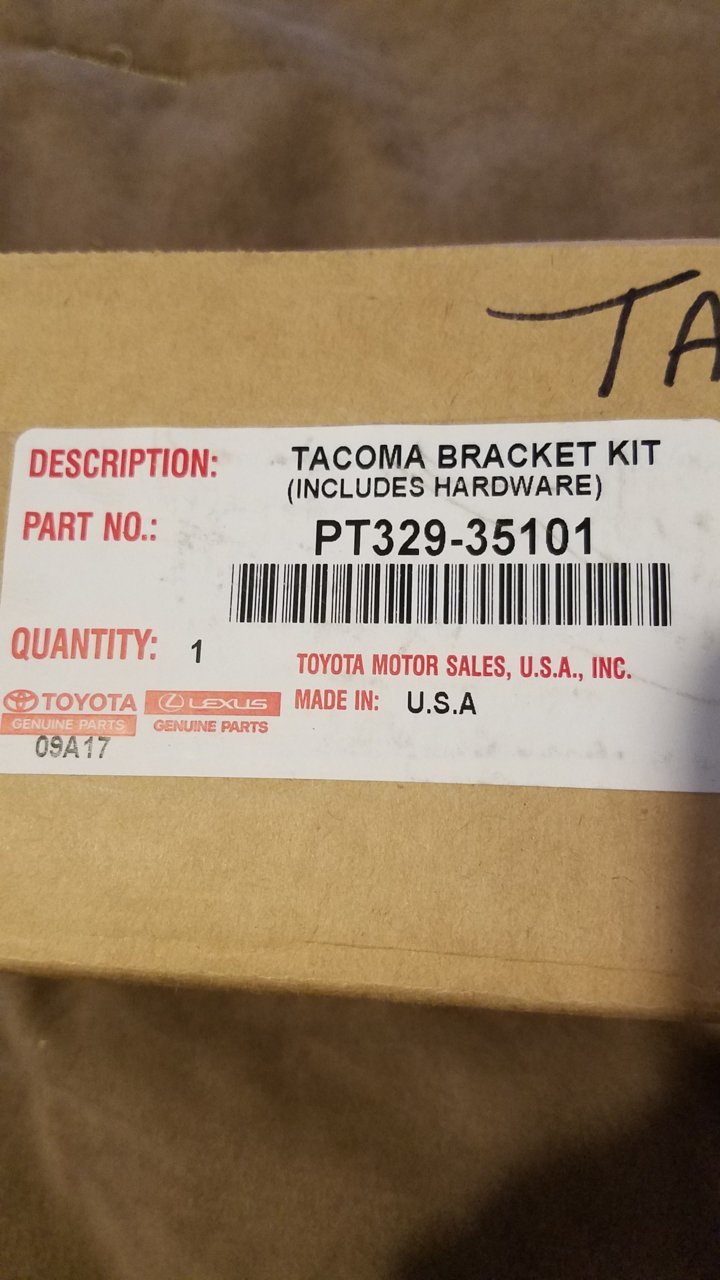 TA
DESCRIPTION: TACOMA BRACKET KIT
(INCLUDES HARDWARE)
PART NO.: PT329-35101
QUANTITY: 1
TOYOTA MOTOR SALES, U.S.A., INC.
TOYOTA LEXUS MADE IN: U.S.A
GENUINE PARTS GENUINE PARTS
09A17